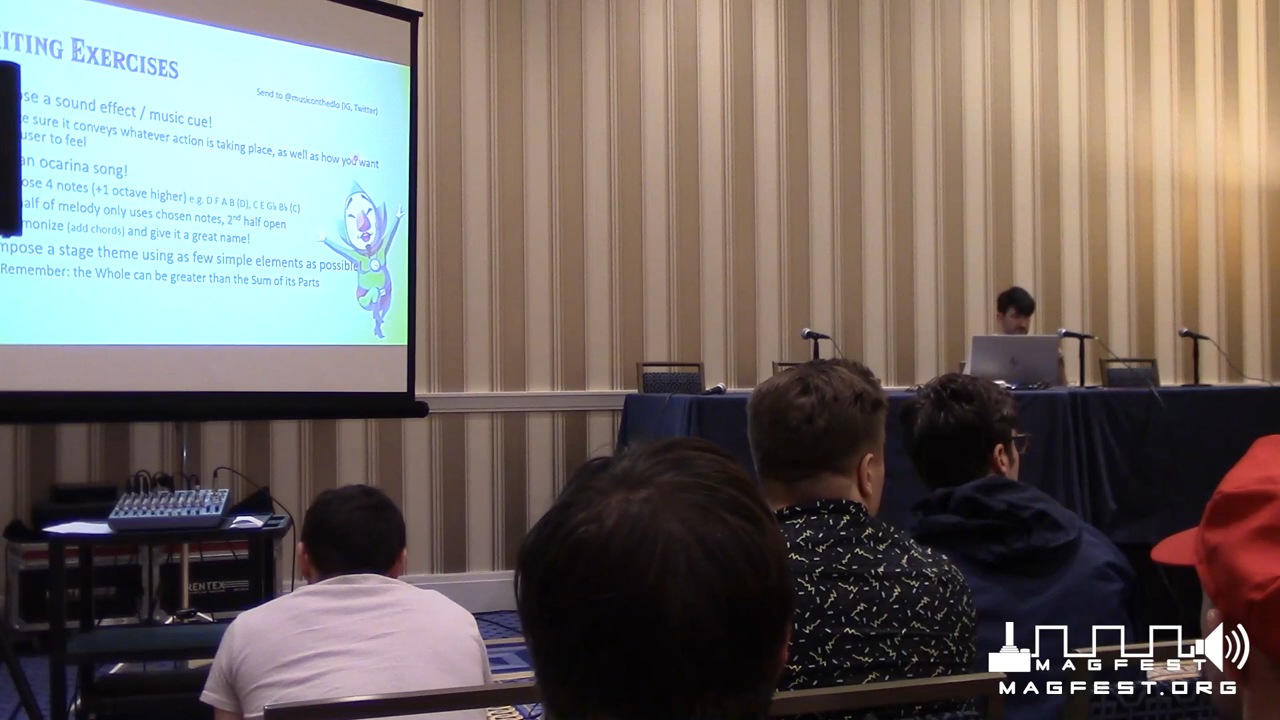 RITING EXERCISES
Send to @musiconthedlo (IG, Twitter)
ose a sound effect / music cue!
e sure it conveys whatever action is taking place, as well as how you want
user to feel
an ocarina song!
ose 4 notes (+1 octave higher) e.g. D F A B (D), C E G♭ B♭ (C)
half of melody only uses chosen notes, 2nd half open
monize (add chords) and give it a great name!
mpose a stage theme using as few simple elements as possible!
Remember: the Whole can be greater than the Sum of its Parts
RENTEX
MAGFEST
MAGFEST.ORG